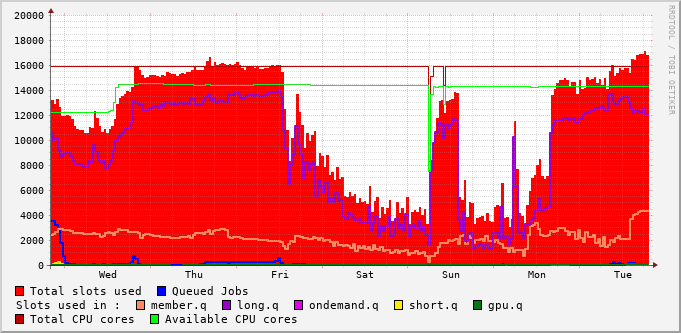 20000
18000
16000
14000
12000
10000
8000
6000
4000
2000
0
Wed Thu Fri Sat Sun Mon Tue
RRDTOOL / TOBI OETIKER
Total slots used Queued Jobs
Slots used in : member.q long.q ondemand.q short.q gpu.q
Total CPU cores Available CPU cores